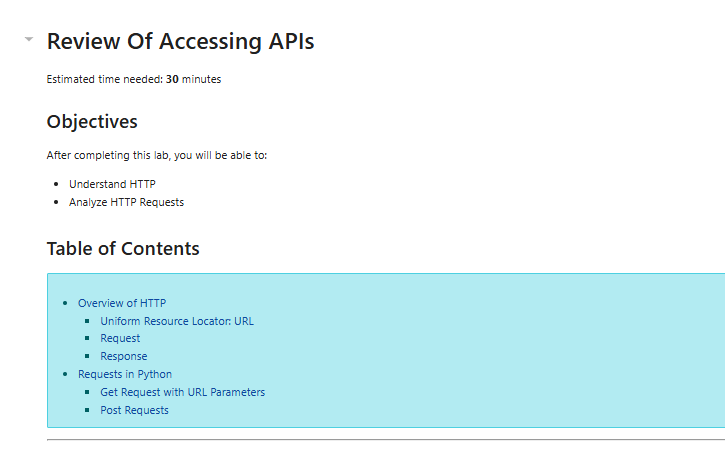 Review Of Accessing APIs
Estimated time needed: 30 minutes
Objectives
After completing this lab, you will be able to:
Understand HTTP
Analyze HTTP Requests
Table of Contents
Overview of HTTP
Uniform Resource Locator: URL
Request
Response
Requests in Python
Get Request with URL Parameters
Post Requests